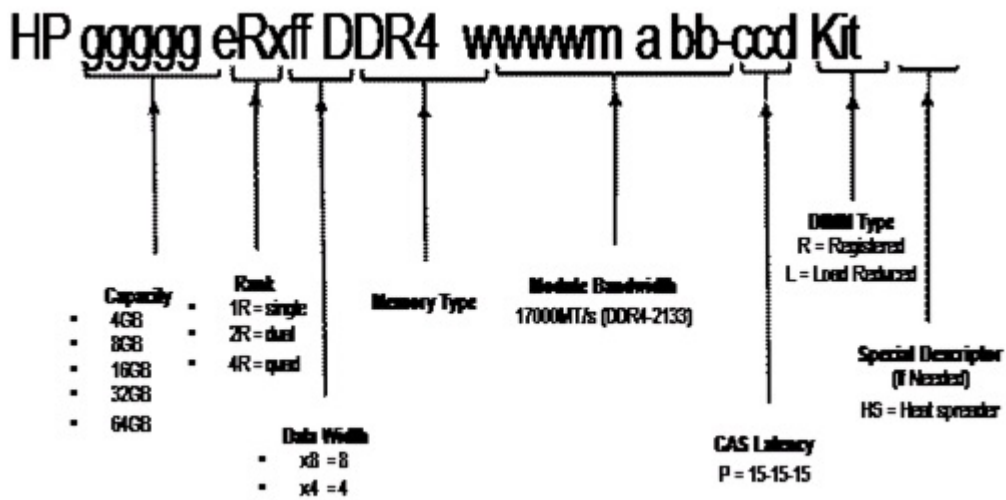 HP ggggg eRxff DDR4 wwwwm a bb-ccd Kit
DIMM Type
R = Registered
L = Load Reduced
Capacity
▪ 4GB
▪ 8GB
▪ 16GB
▪ 32GB
▪ 64GB
Rank
▪ 1R = single
▪ 2R = dual
▪ 4R = quad
Memory Type
Module Bandwidth
17000MT/s (DDR4-2133)
Special Descriptor
(If Needed)
HS = Heat spreader
Data Width
▪ x8 = 8
▪ x4 = 4
CAS Latency
P = 15-15-15